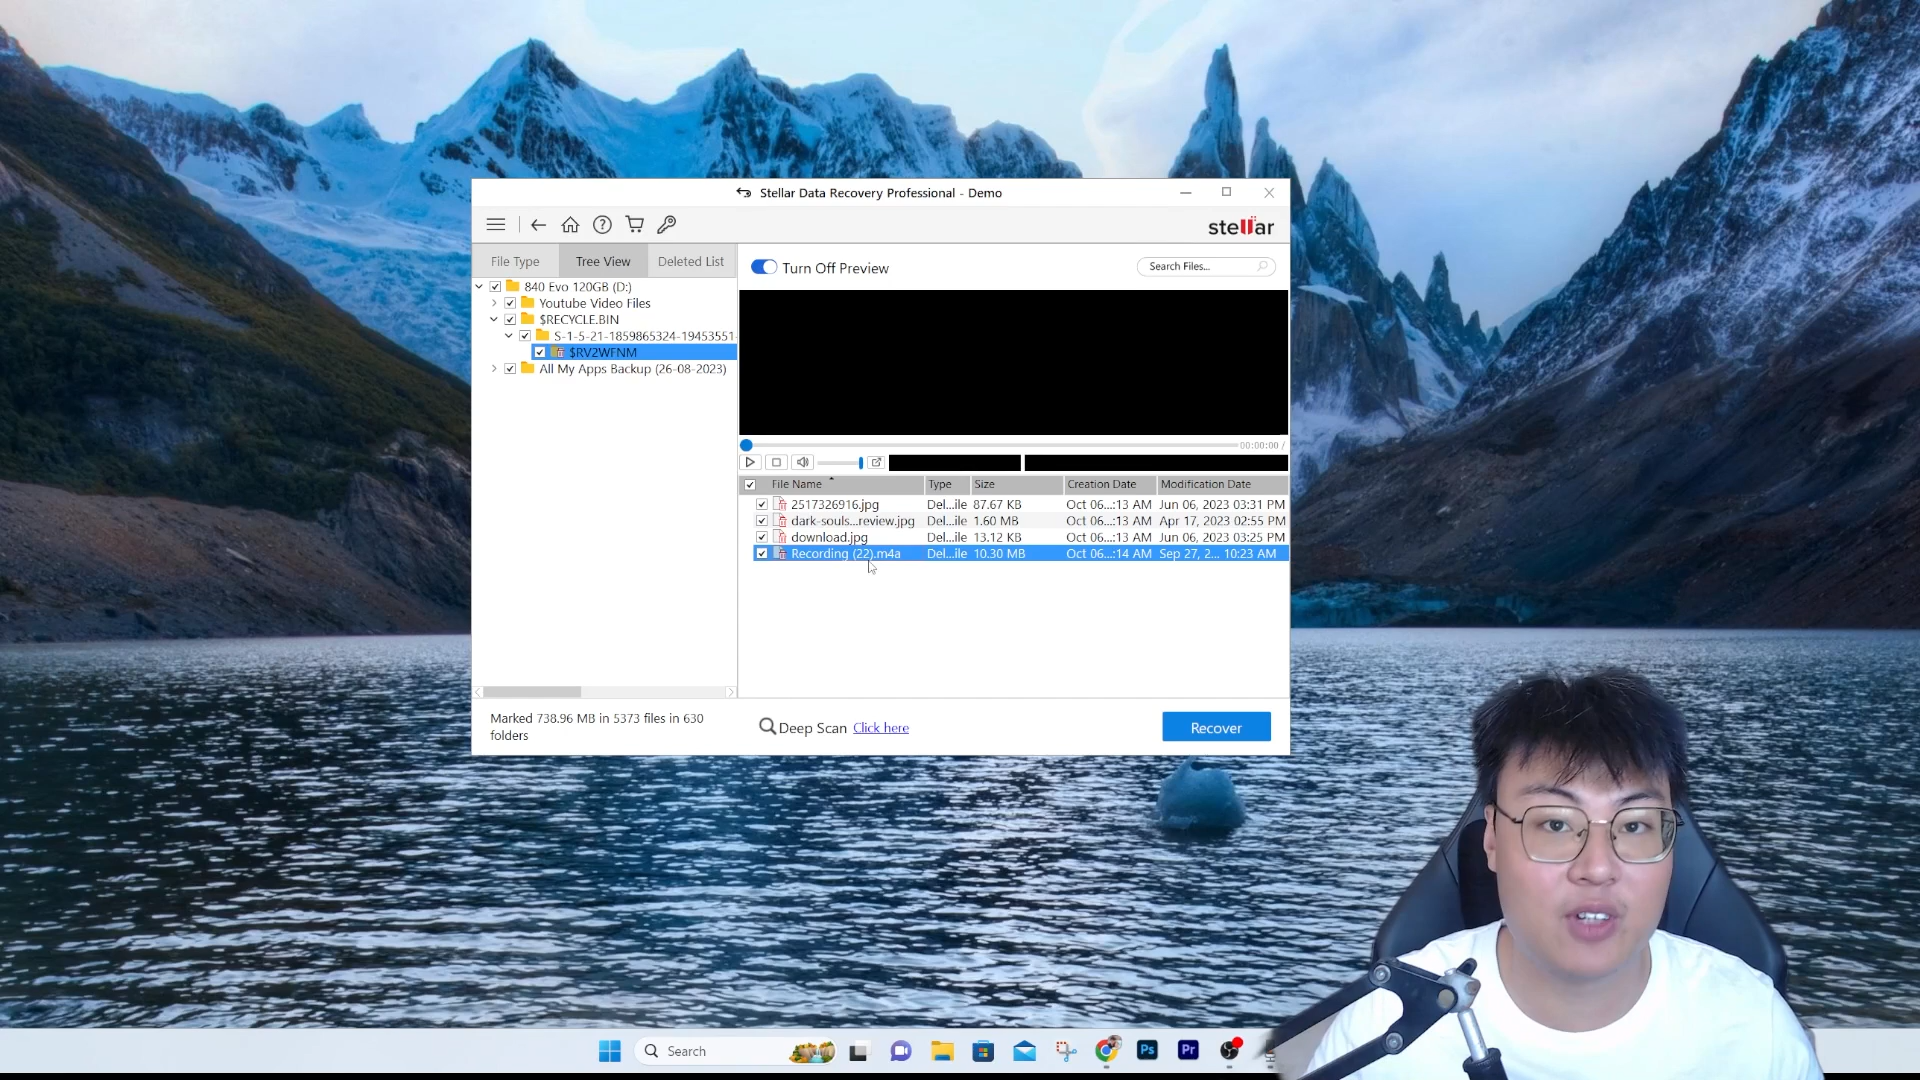 Stellar Data Recovery Professional - Demo
stellar
File Type
Tree View
Deleted List
Turn Off Preview
Search Files...
840 Evo 120GB (D:)
Youtube Video Files
$RECYCLE.BIN
S-1-5-21-1859865324-19453551
$RV2WFNM
All My Apps Backup (26-08-2023)
00:00:00 /
File Name Type Size Creation Date Modification Date
2517326916.jpg Del...ile 87.67 KB Oct 06...:13 AM Jun 06, 2023 03:31 PM
dark-souls...review.jpg Del...ile 1.60 MB Oct 06...:13 AM Apr 17, 2023 02:55 PM
download.jpg Del...ile 13.12 KB Oct 06...:13 AM Jun 06, 2023 03:25 PM
Recording (22).m4a Del...ile 10.30 MB Oct 06...:14 AM Sep 27, 2... 10:23 AM
Marked 738.96 MB in 5373 files in 630
folders
Deep Scan Click here
Recover
Search
Ps
Pr